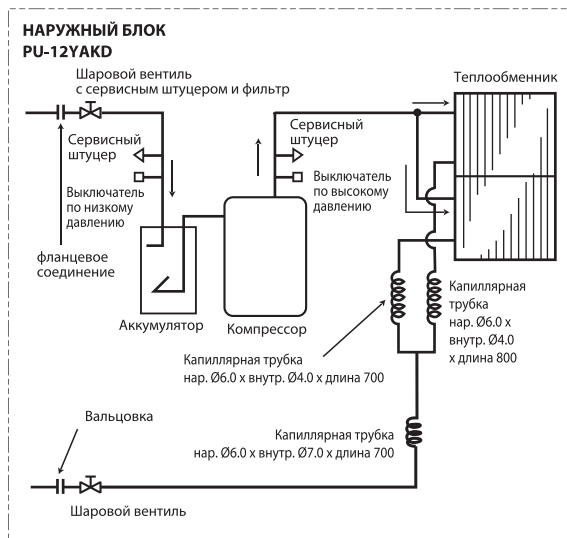 НАРУЖНЫЙ БЛОК
PU-12YAKD
Шаровой вентиль
с сервисным штуцером и фильтр
Теплообменник
Сервисный
штуцер
Сервисный
штуцер
Выключатель
по низкому
давлению
Выключатель
по высокому
давлению
фланцевое
соединение
Аккумулятор
Компрессор
Капиллярная
трубка
нар. Ø6.0 x
внутр. Ø4.0
x длина 800
Капиллярная трубка
нар. Ø6.0 x внутр. Ø4.0 x длина 700
Вальцовка
Капиллярная трубка
нар. Ø6.0 x внутр. Ø7.0 x длина 700
Шаровой вентиль